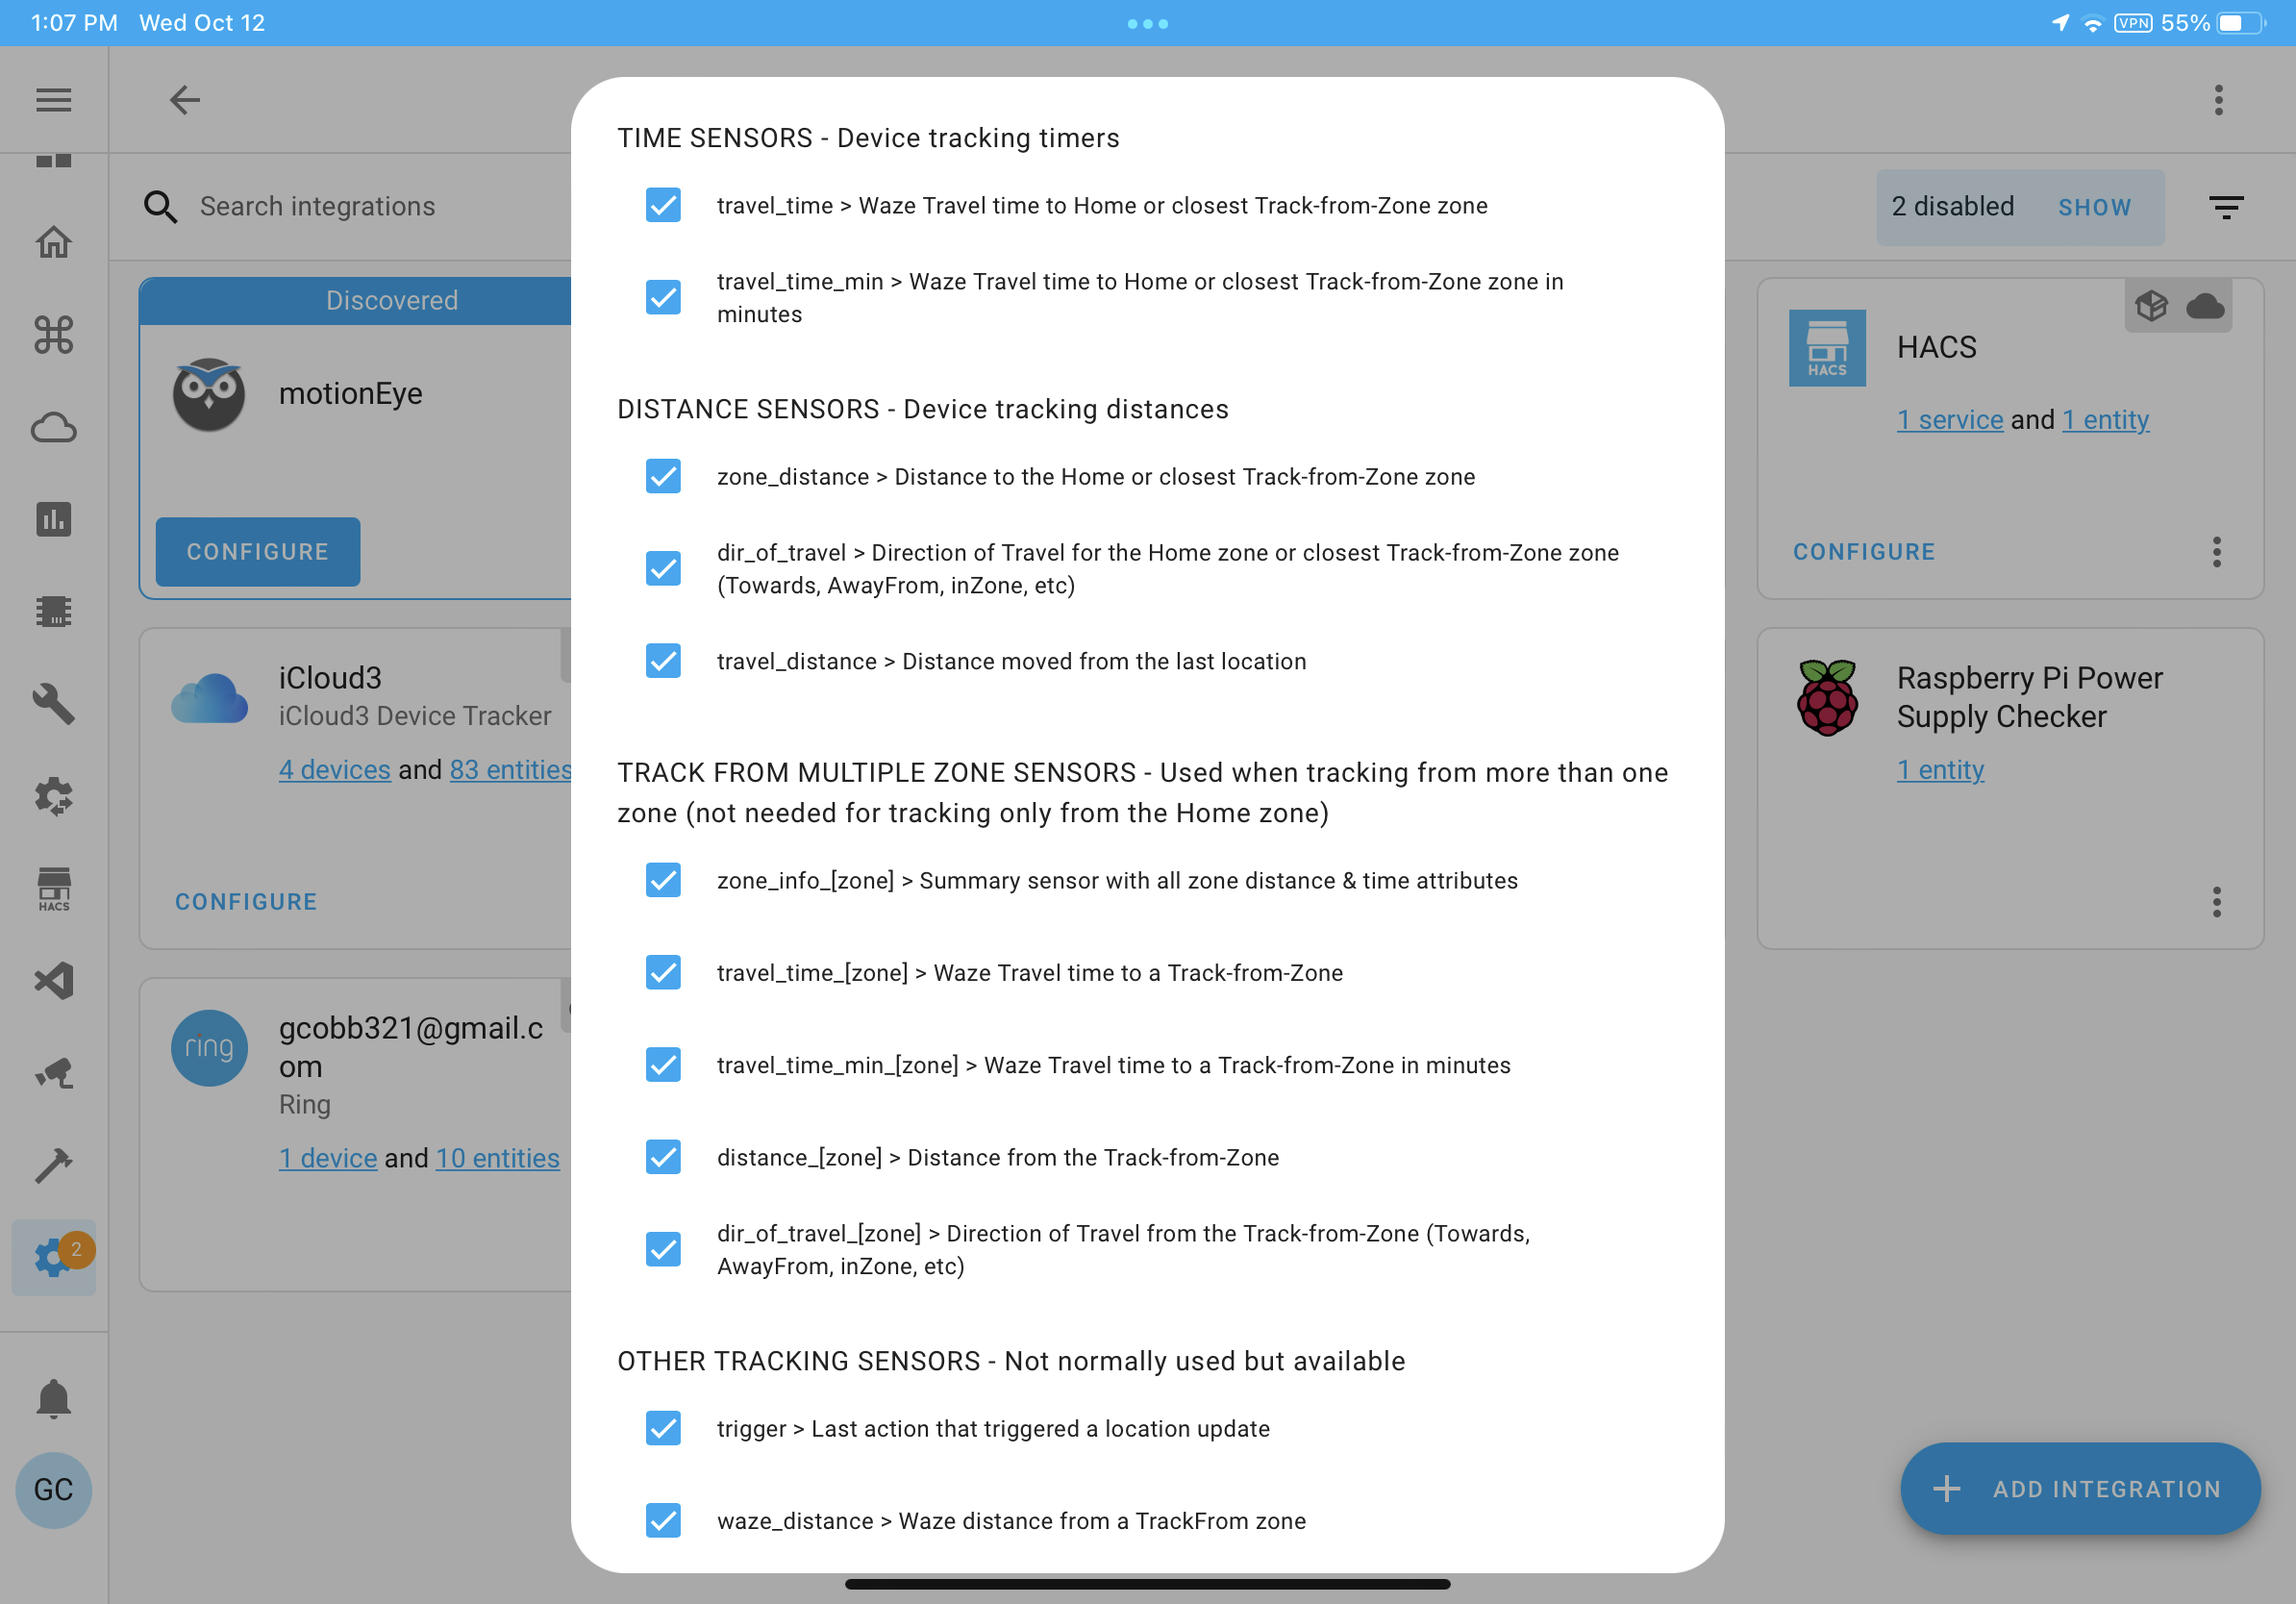 1:07 PM Wed Oct 12
VPN 55%
Search integrations
2 disabled SHOW
Discovered
motionEye
CONFIGURE
iCloud3
iCloud3 Device Tracker
4 devices and 83 entities
CONFIGURE
ring
gcobb321@gmail.c
om
Ring
1 device and 10 entities
HACS
2
GC
TIME SENSORS - Device tracking timers
travel_time > Waze Travel time to Home or closest Track-from-Zone zone
travel_time_min > Waze Travel time to Home or closest Track-from-Zone zone in
minutes
DISTANCE SENSORS - Device tracking distances
zone_distance > Distance to the Home or closest Track-from-Zone zone
dir_of_travel > Direction of Travel for the Home zone or closest Track-from-Zone zone
(Towards, AwayFrom, inZone, etc)
travel_distance > Distance moved from the last location
TRACK FROM MULTIPLE ZONE SENSORS - Used when tracking from more than one
zone (not needed for tracking only from the Home zone)
zone_info_[zone] > Summary sensor with all zone distance & time attributes
travel_time_[zone] > Waze Travel time to a Track-from-Zone
travel_time_min_[zone] > Waze Travel time to a Track-from-Zone in minutes
distance_[zone] > Distance from the Track-from-Zone
dir_of_travel_[zone] > Direction of Travel from the Track-from-Zone (Towards,
AwayFrom, inZone, etc)
OTHER TRACKING SENSORS - Not normally used but available
trigger > Last action that triggered a location update
waze_distance > Waze distance from a TrackFrom zone
HACS
HACS
1 service and 1 entity
CONFIGURE
Raspberry Pi Power
Supply Checker
1 entity
ADD INTEGRATION